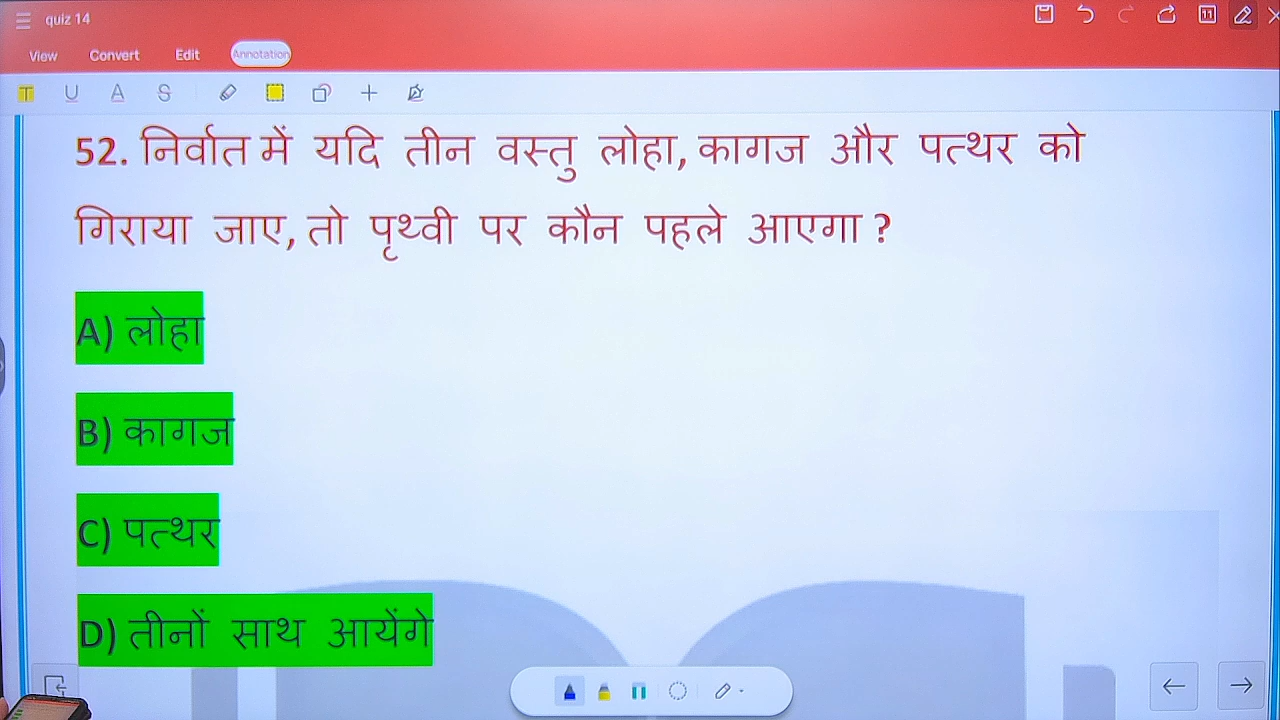 quiz 14
View Convert Edit Annotation
T U A S
52. निर्वात में यदि तीन वस्तु लोहा, कागज और पत्थर को
गिराया जाए, तो पृथ्वी पर कौन पहले आएगा ?
A) लोहा
B) कागज
C) पत्थर
D) तीनों साथ आयेंगे